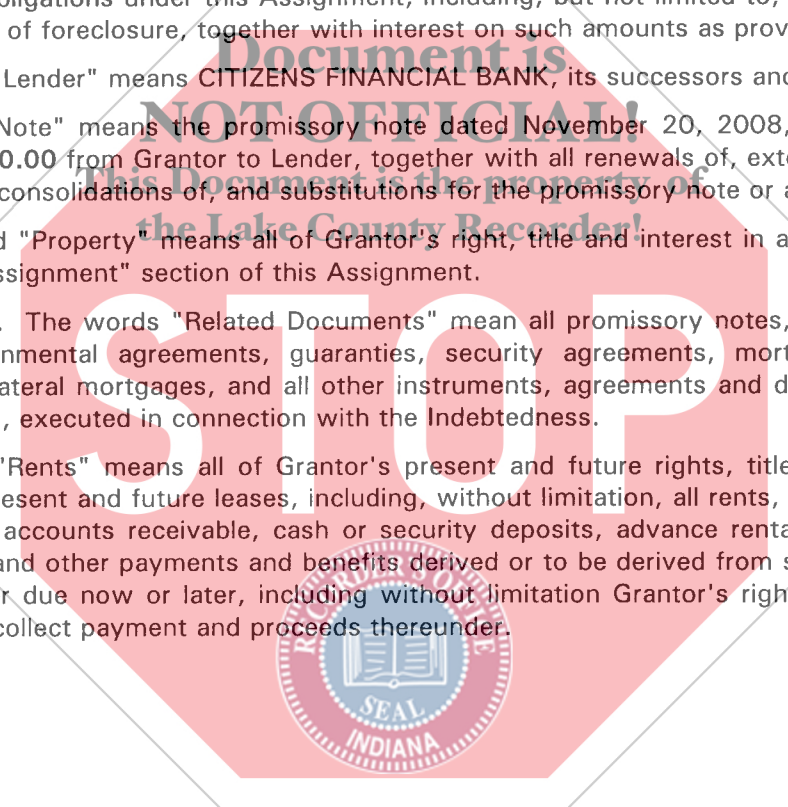 bligations under this Assignment, including, but not limited to,
of foreclosure, together with interest on such amounts as prov
Document is
Lender" means CITIZENS FINANCIAL BANK, its successors and
NOT OFFICIAL!
Note" means the promissory note dated November 20, 2008,
0.00 from Grantor to Lender, together with all renewals of, exte
This Document is the property of
consolidations of, and substitutions for the promissory note or a
the Lake County Recorder!
d "Property" means all of Grantor's right, title and interest in a
ssignment" section of this Assignment.
. The words "Related Documents" mean all promissory notes,
nmental agreements, guaranties, security agreements, mort
ateral mortgages, and all other instruments, agreements and d
, executed in connection with the Indebtedness.
STOP
"Rents" means all of Grantor's present and future rights, title
esent and future leases, including, without limitation, all rents,
accounts receivable, cash or security deposits, advance renta
and other payments and benefits derived or to be derived from s
r due now or later, including without limitation Grantor's righ
collect payment and proceeds thereunder.
RECORDER'S OFFICE
SEAL
INDIANA